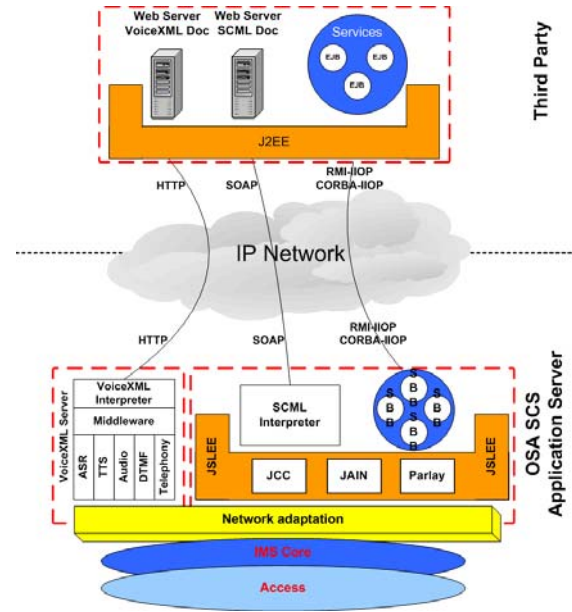 Web Server
VoiceXML Doc
Web Server
SCML Doc
Services
EJB
EJB
EJB
J2EE
Third Party
HTTP
SOAP
RMI-IIOP
CORBA-IIOP
IP Network
HTTP
SOAP
RMI-IIOP
CORBA-IIOP
VoiceXML Server
VoiceXML
Interpreter
Middleware
ASR
TTS
Audio
DTMF
Telephony
SCML
Interpreter
SBB
SBB
SBB
SBB
JSLEE
JCC
JAIN
Parlay
JSLEE
OSA SCS
Application Server
Network adaptation
IMS Core
Access